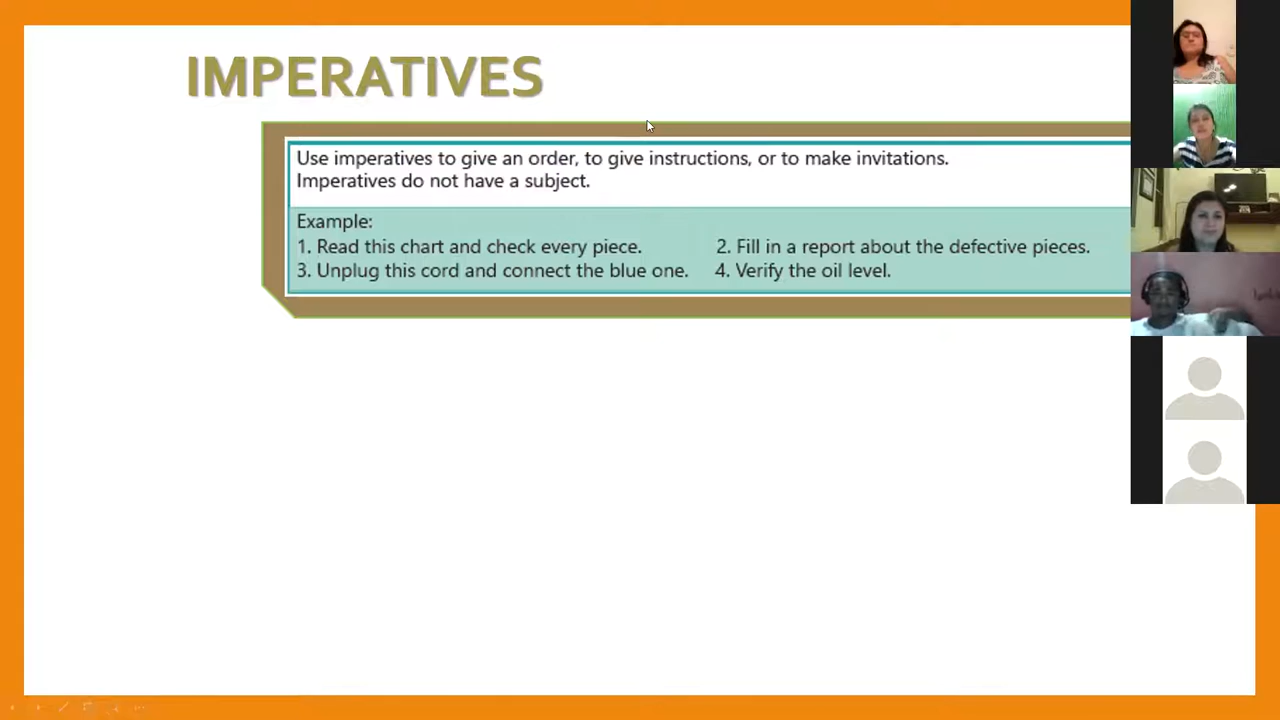 IMPERATIVES
Use imperatives to give an order, to give instructions, or to make invitations.
Imperatives do not have a subject.
Example:
1. Read this chart and check every piece.
2. Fill in a report about the defective pieces.
3. Unplug this cord and connect the blue one.
4. Verify the oil level.